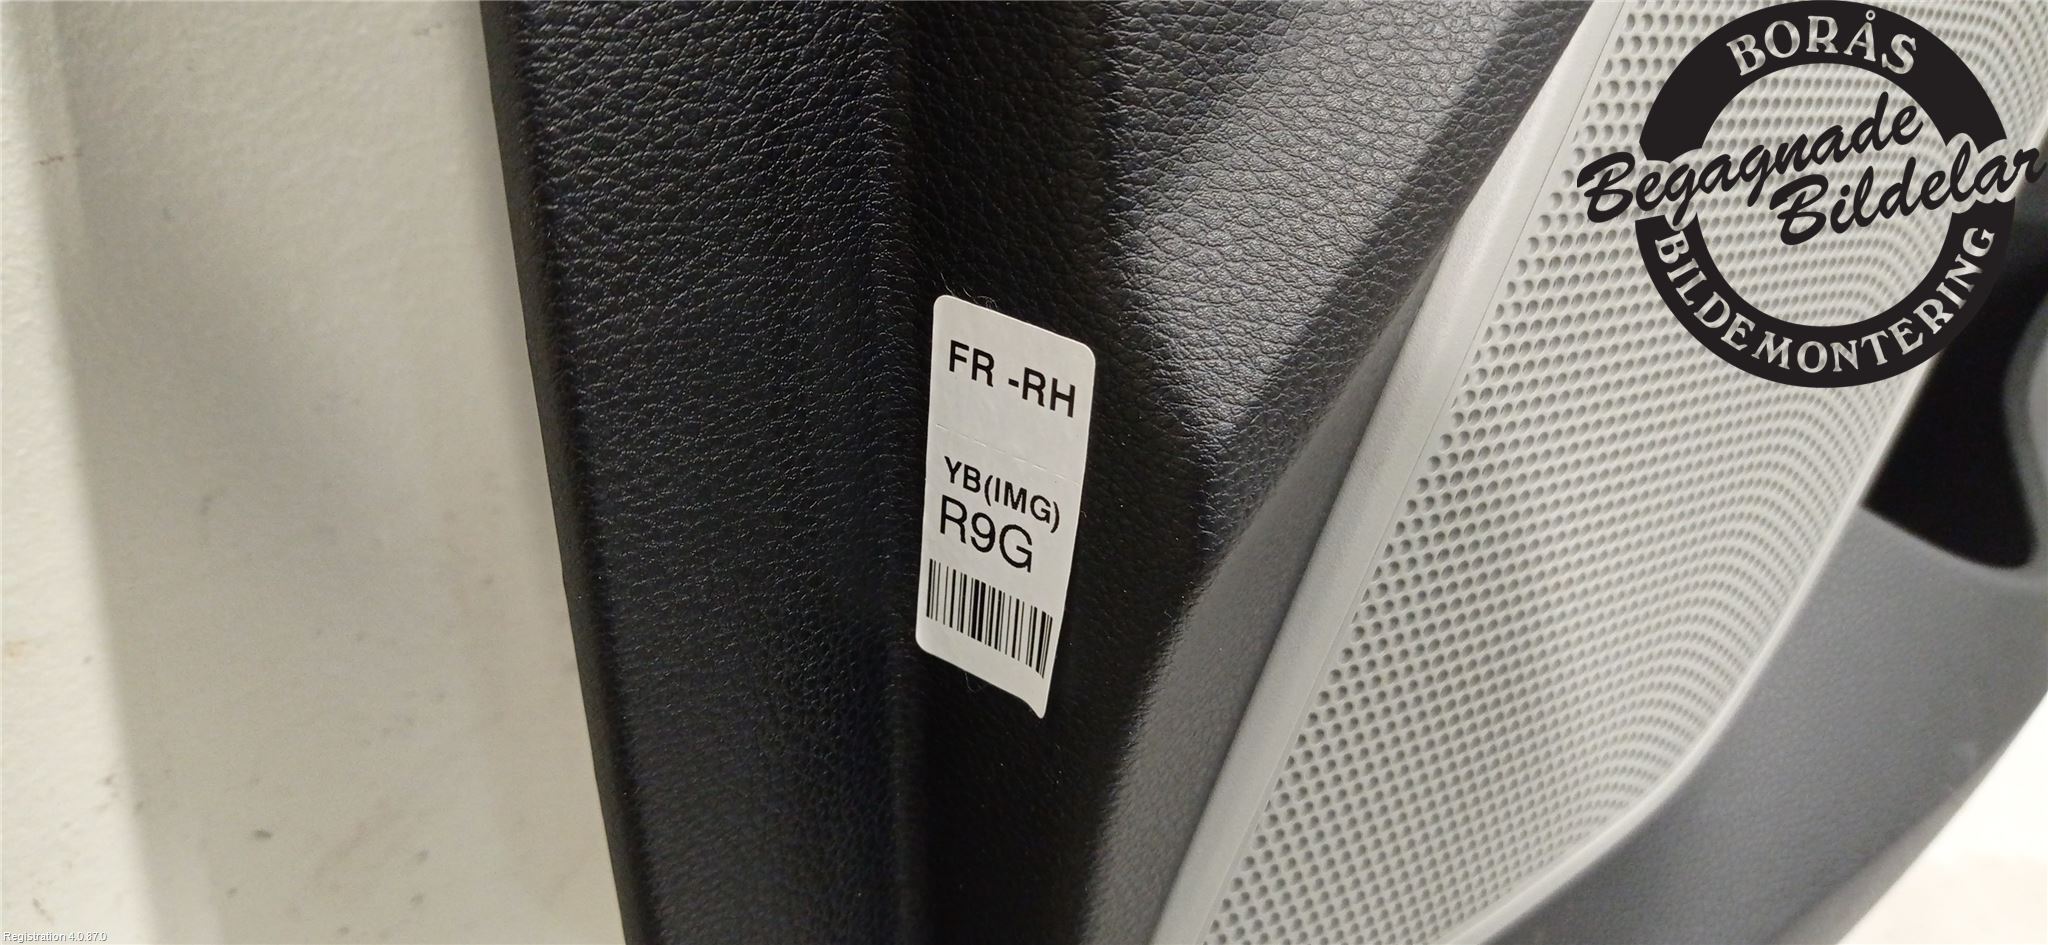 BORÅS
Begagnade
Bildelar
BILDEMONTERING
FR -RH
YB(IMG)
R9G
Registration 4.0.87.0